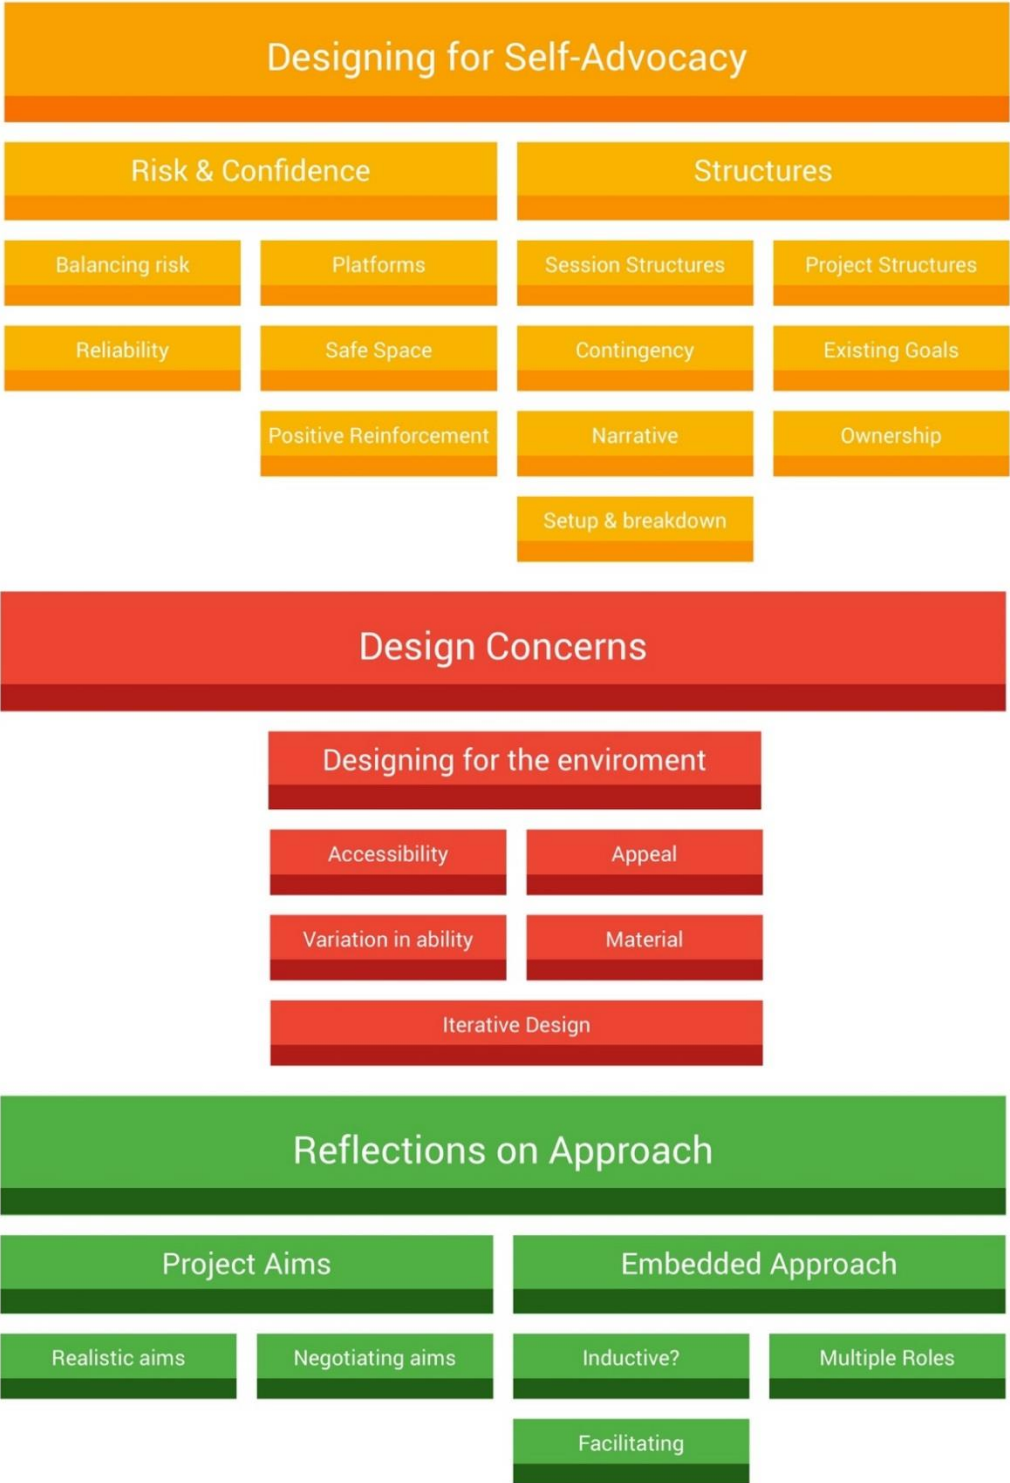 Designing for Self-Advocacy
Risk & Confidence
Structures
Balancing risk
Platforms
Session Structures
Project Structures
Reliability
Safe Space
Contingency
Existing Goals
Positive Reinforcement
Narrative
Ownership
Setup & breakdown
Design Concerns
Designing for the enviroment
Accessibility
Appeal
Variation in ability
Material
Iterative Design
Reflections on Approach
Project Aims
Embedded Approach
Realistic aims
Negotiating aims
Inductive?
Multiple Roles
Facilitating